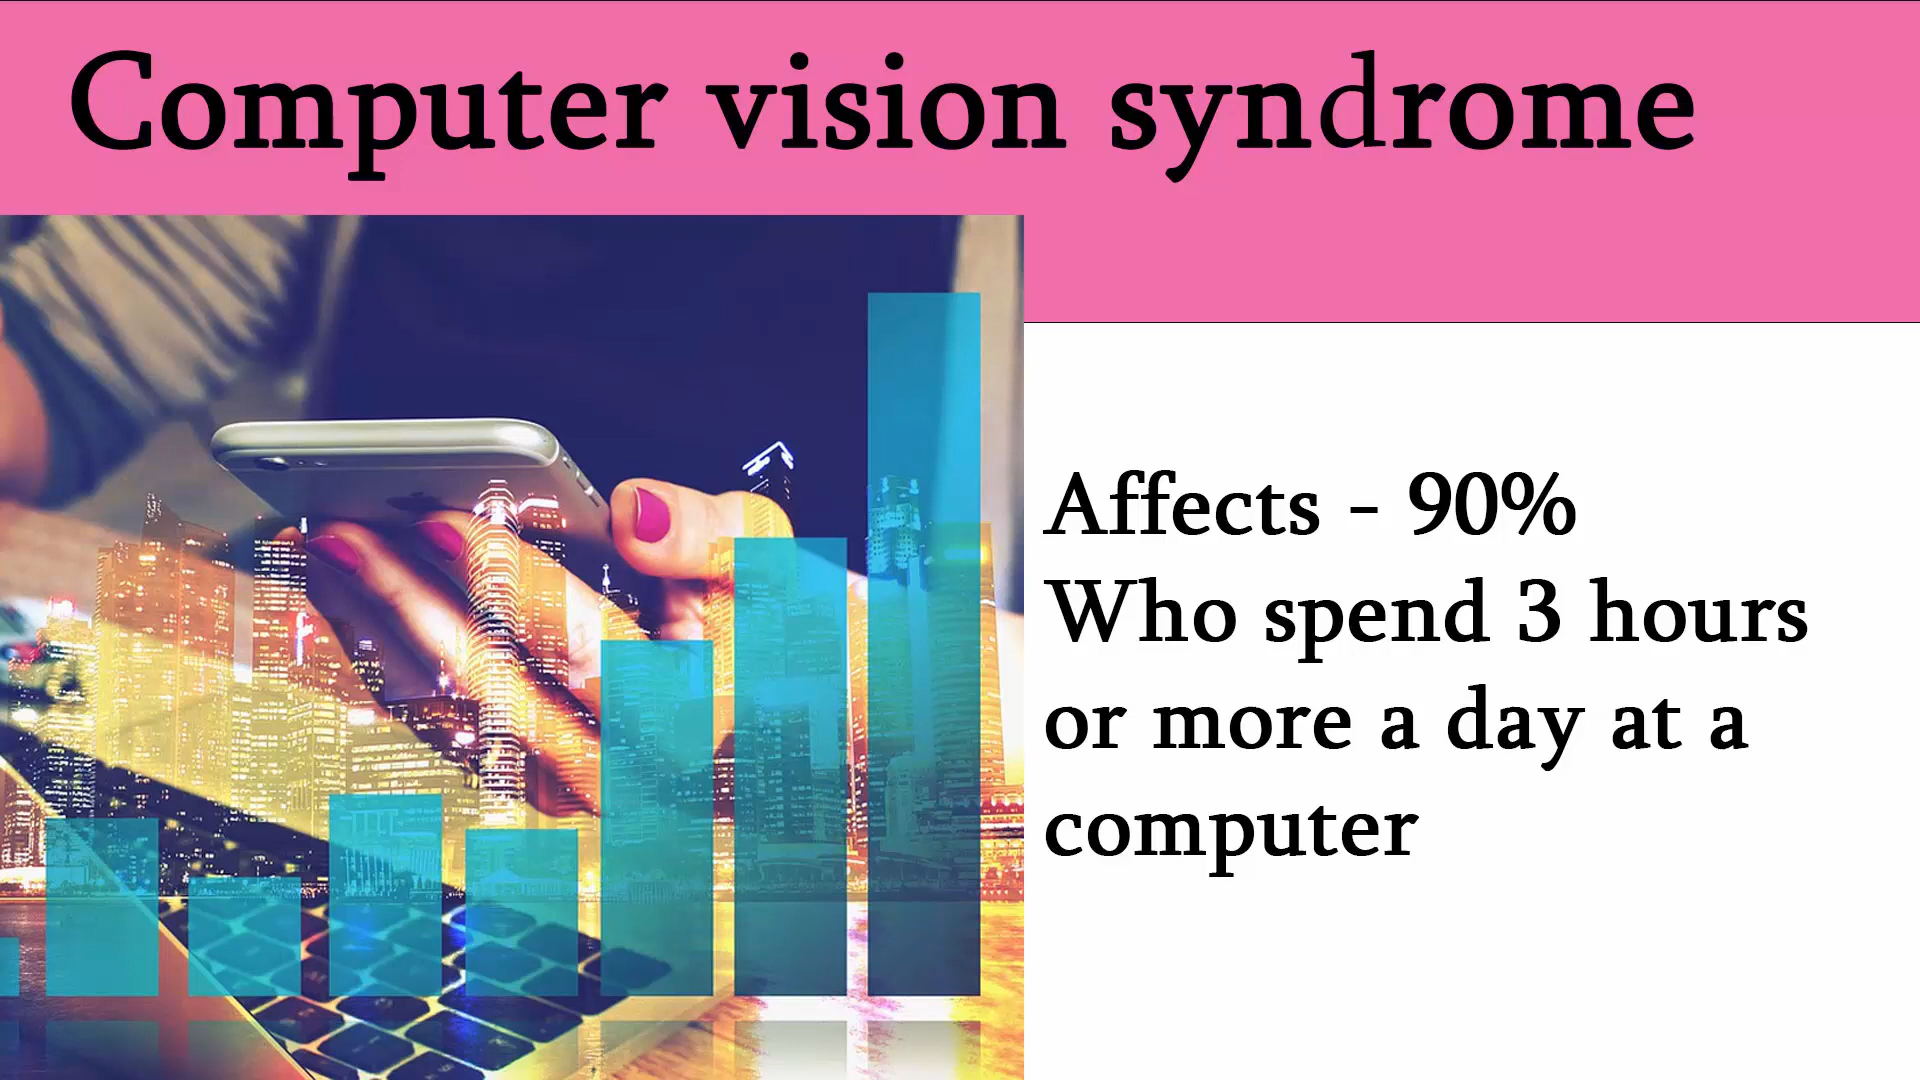 Computer vision syndrome
Affects - 90%
Who spend 3 hours
or more a day at a
computer